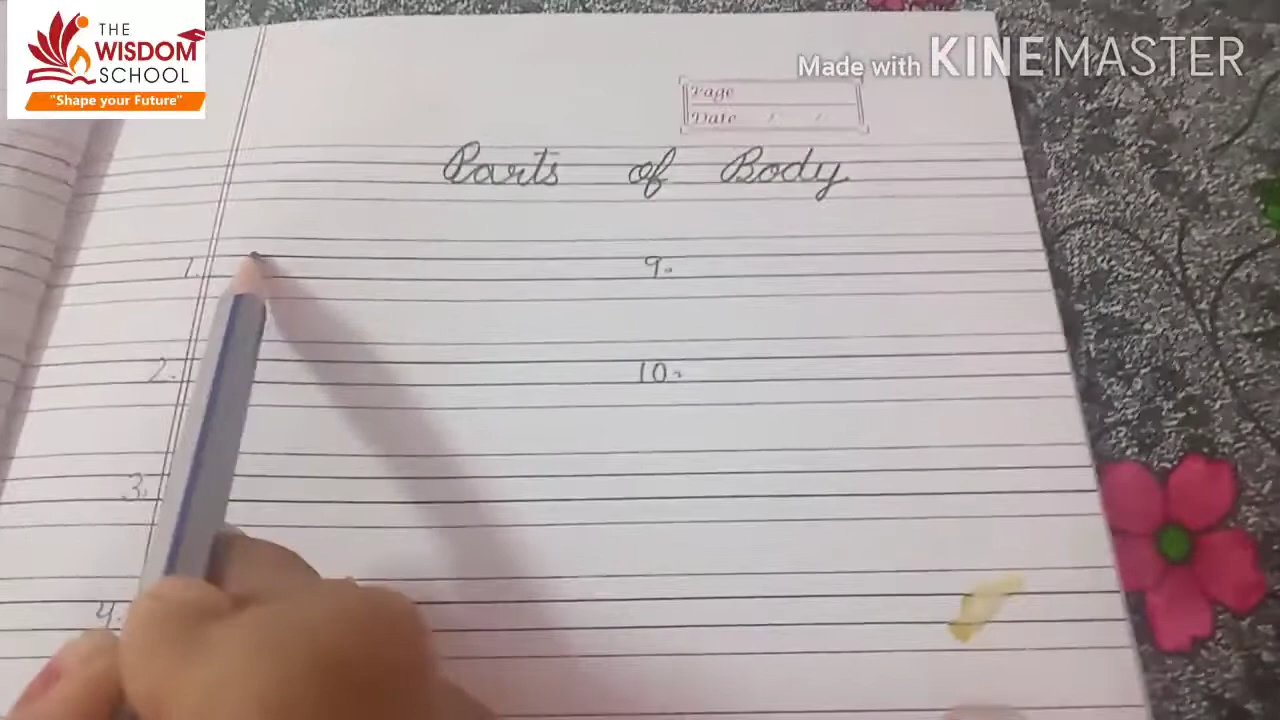 THE
WISDOM
SCHOOL
"Shape your Future"
Made with KINEMASTER
Page
Date / /
Parts of Body
1. 9.
2. 10.
3.
4.